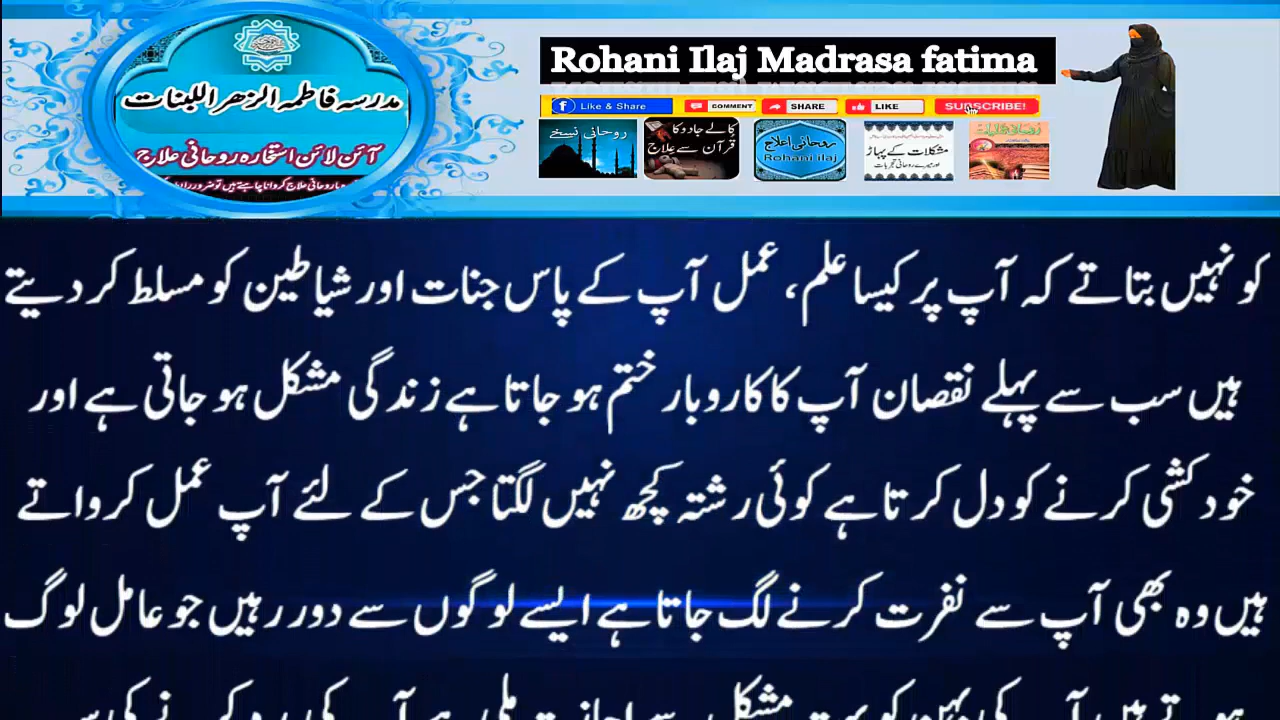 مدرسہ فاطمہ الزھرا للبنات
آئن لائن استخارہ روحانی علاج
Rohani Ilaj Madrasa fatima
Like & Share
COMMENT
SHARE
LIKE
SUBSCRIBE!
روحانی نسخے
کالے جادو کا
قرآن سے علاج
روحانی علاج
Rohani ilaj
مشکلات کے پہاڑ
کو نہیں بتاتے کہ آپ پر کیسا علم، عمل آپ کے پاس جنات اور شیاطین کو مسلط کر دیتے
ہیں سب سے پہلے نقصان آپ کا کاروبار ختم ہو جاتا ہے زندگی مشکل ہو جاتی ہے اور
خود کشی کرنے کو دل کرتا ہے کوئی رشتہ کچھ نہیں لگتا جس کے لئے آپ عمل کرواتے
ہیں وہ بھی آپ سے نفرت کرنے لگ جاتا ہے ایسے لوگوں سے دور رہیں جو عامل لوگ